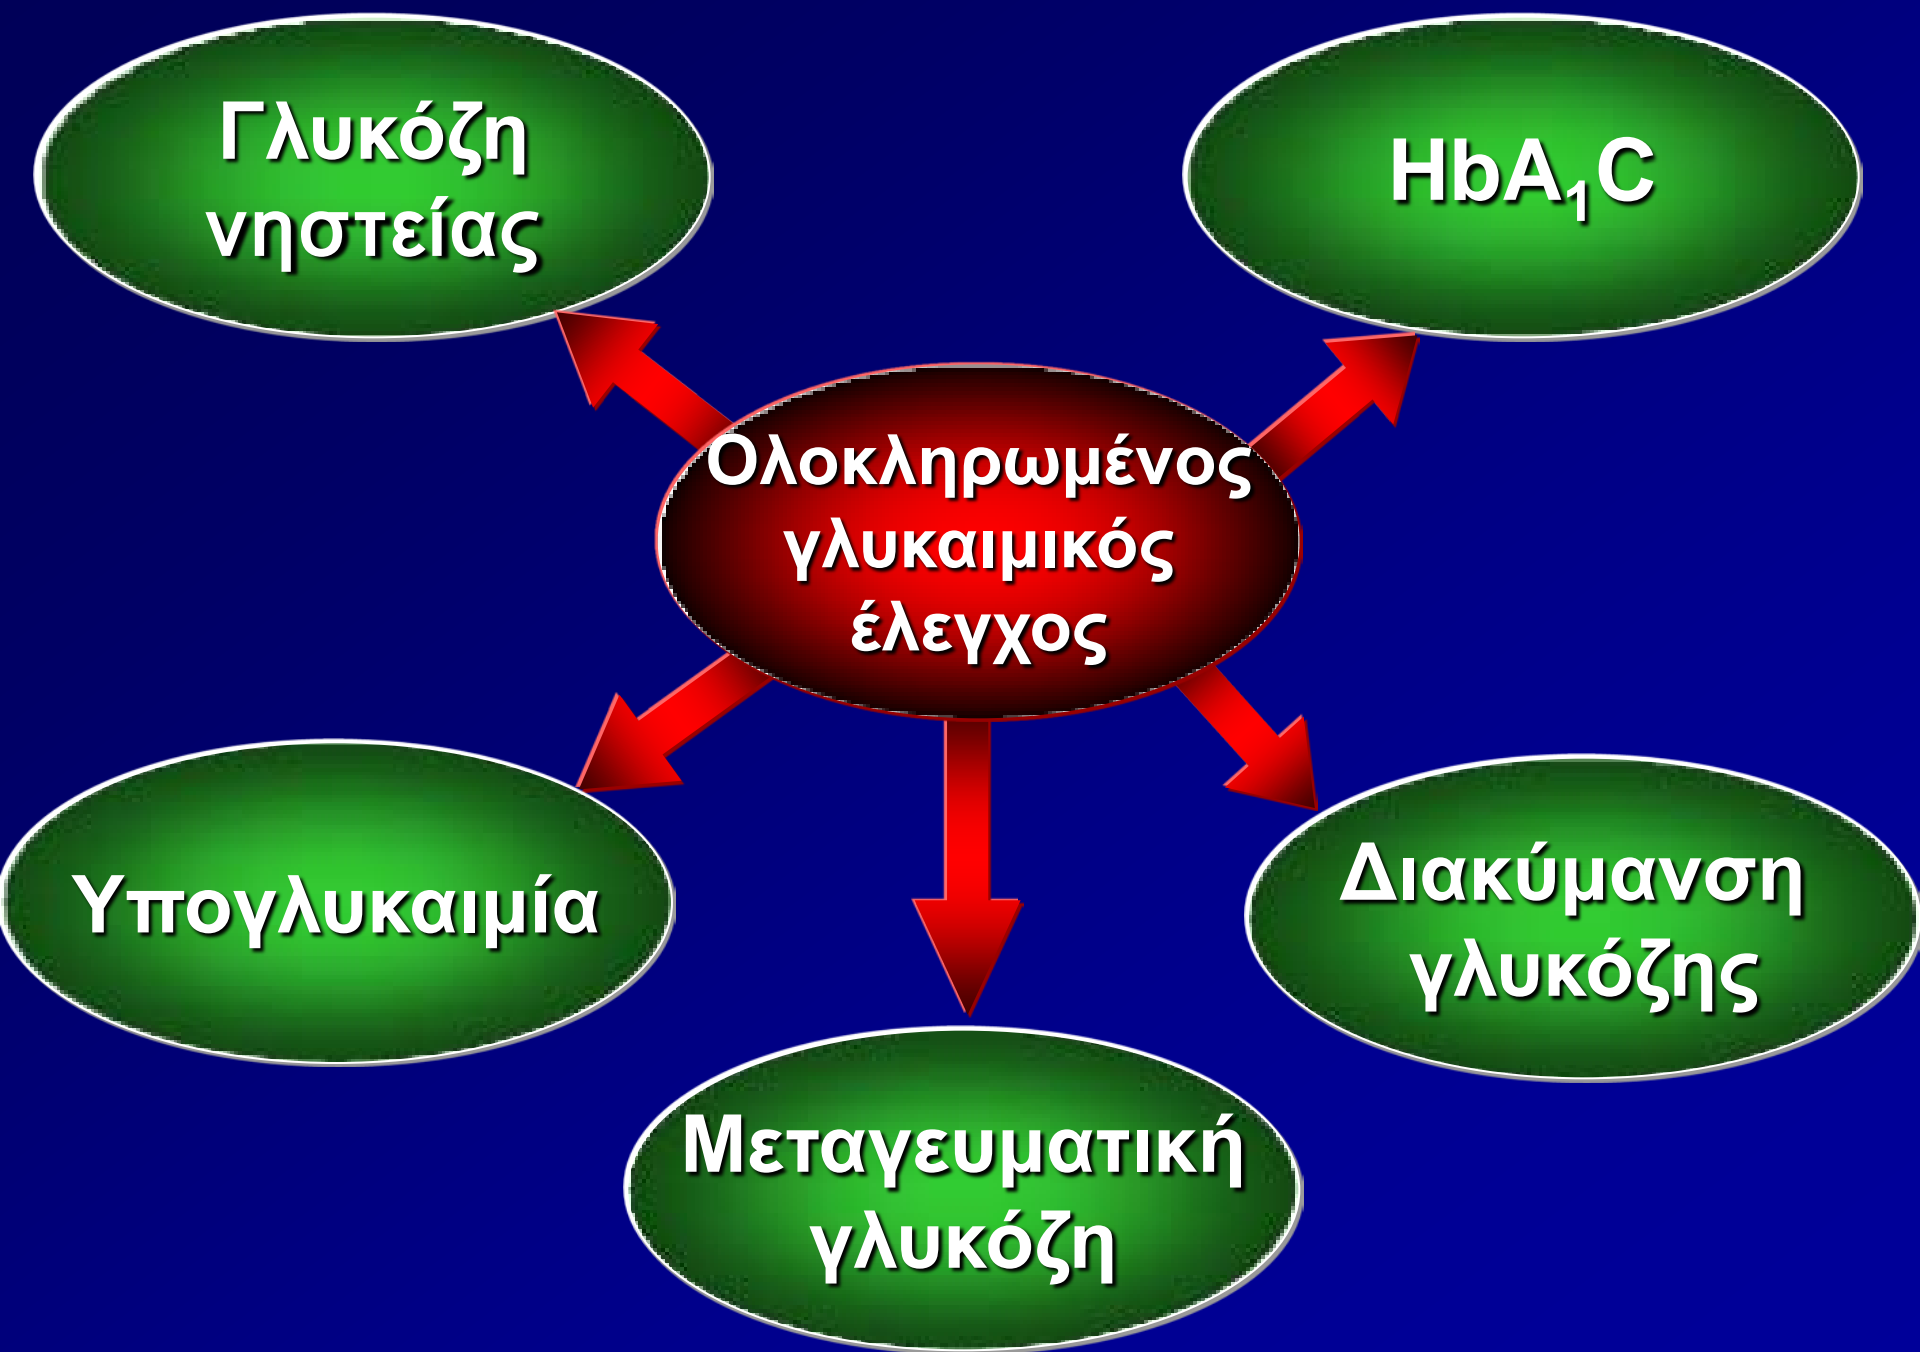 Γλυκόζη
νηστείας
HbA₁C
Ολοκληρωμένος
γλυκαιμικός
έλεγχος
Υπογλυκαιμία
Διακύμανση
γλυκόζης
Μεταγευματική
γλυκόζη